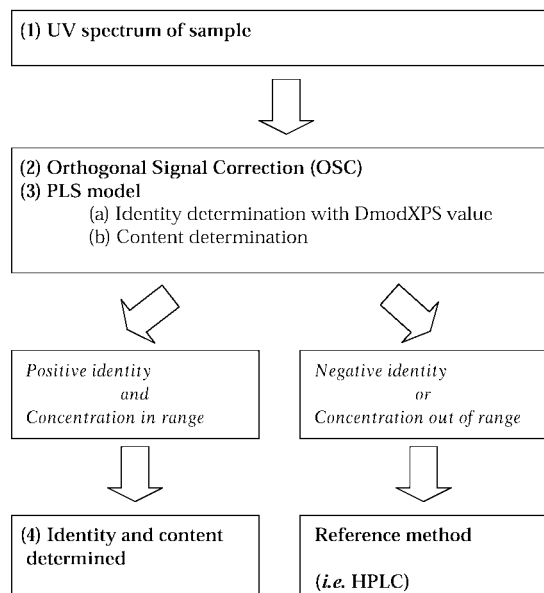 (1) UV spectrum of sample
(2) Orthogonal Signal Correction (OSC)
(3) PLS model
(a) Identity determination with DmodXPS value
(b) Content determination
Positive identity
and
Concentration in range
Negative identity
or
Concentration out of range
(4) Identity and content
determined
Reference method
(i.e. HPLC)